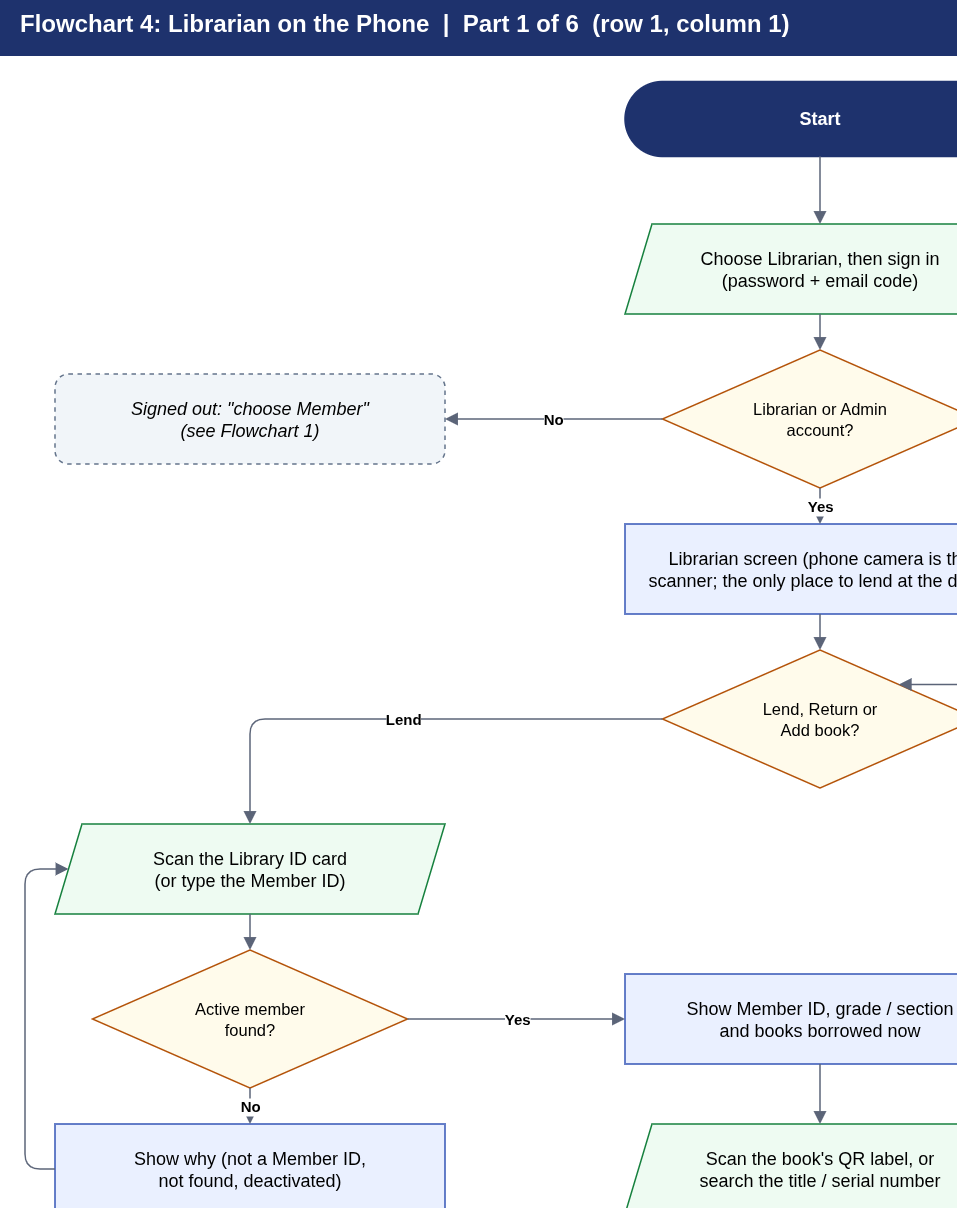 Flowchart 4: Librarian on the Phone | Part 1 of 6 (row 1, column 1)
Start
Choose Librarian, then sign in
(password + email code)
Librarian or Admin
account?
No
Signed out: "choose Member"
(see Flowchart 1)
Yes
Librarian screen (phone camera is
scanner; the only place to lend at the
Lend, Return or
Add book?
Lend
Scan the Library ID card
(or type the Member ID)
Active member
found?
Yes
Show Member ID, grade / section
and books borrowed now
No
Show why (not a Member ID,
not found, deactivated)
Scan the book's QR label, or
search the title / serial number